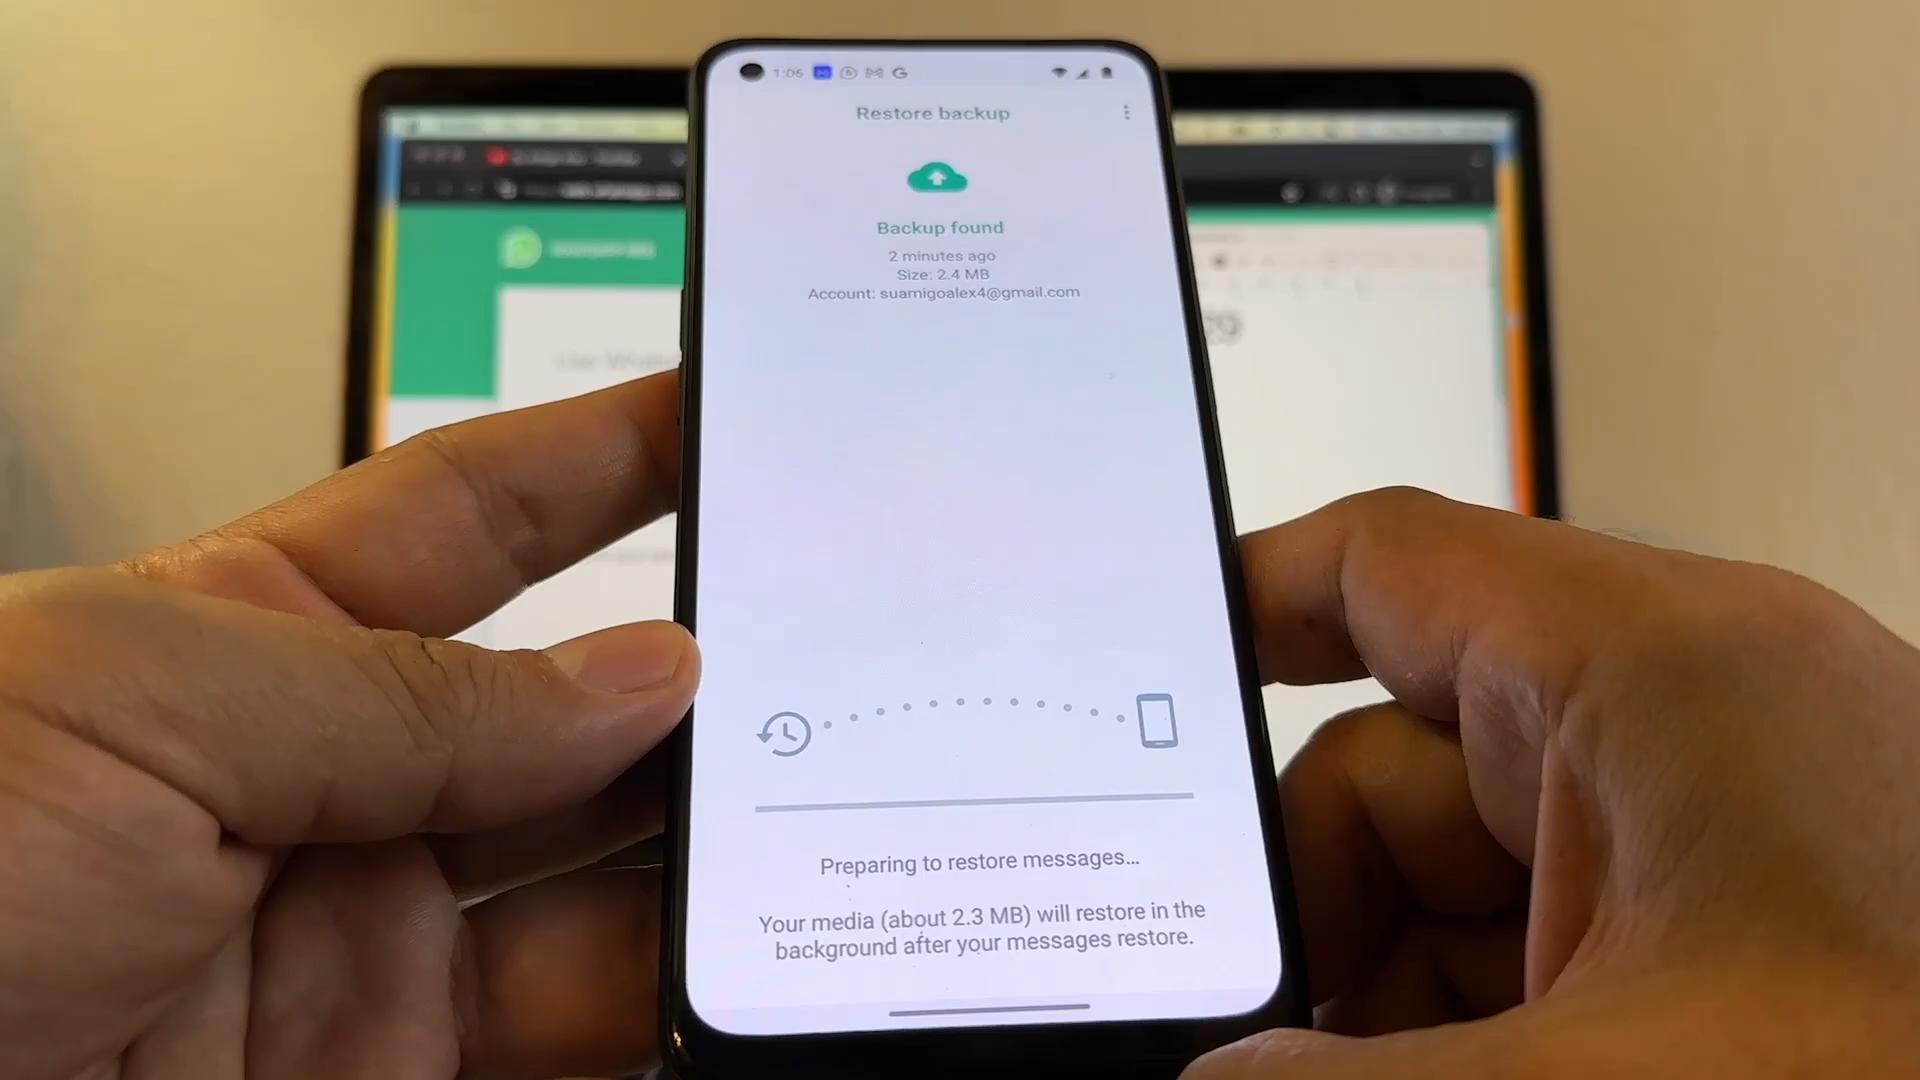 1:05
Restore backup
Backup found
2 minutes ago
Size: 2.4 MB
Account: suamigoalex4@gmail.com
Preparing to restore messages...
Your media (about 2.3 MB) will restore in the
background after your messages restore.